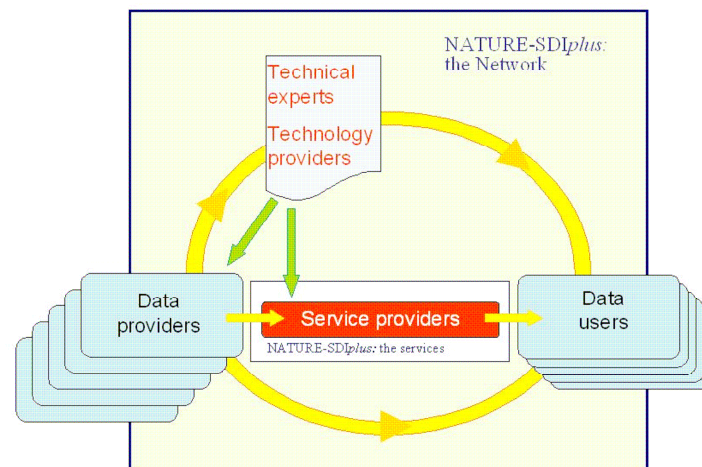 NATURE-SDIplus:
the Network
Technical
experts
Technology
providers
Data
providers
Service providers
NATURE-SDIplus: the services
Data
users